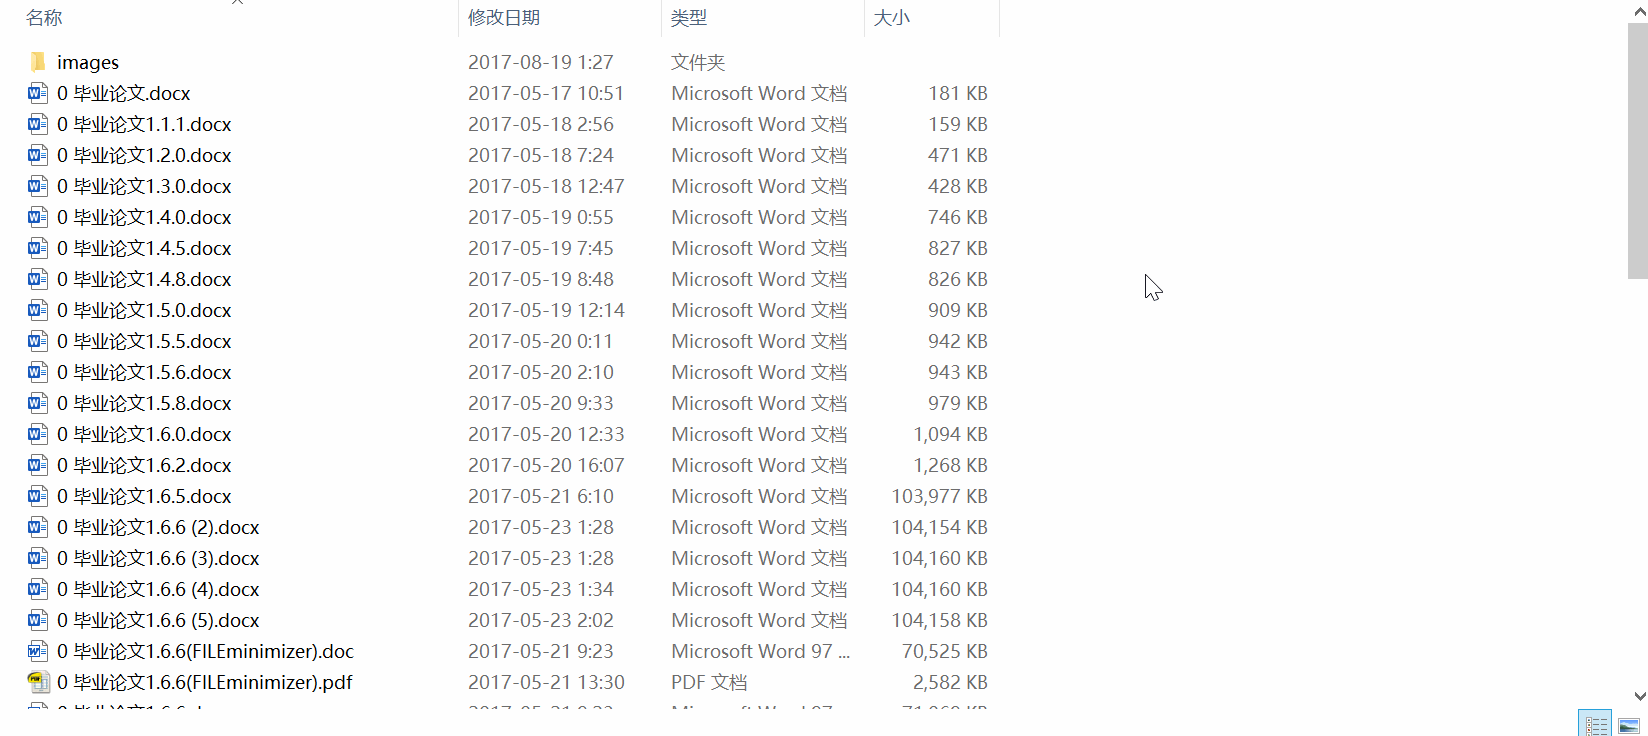 名称 修改日期 类型 大小
images 2017-08-19 1:27 文件夹
0 毕业论文.docx 2017-05-17 10:51 Microsoft Word 文档 181 KB
0 毕业论文1.1.1.docx 2017-05-18 2:56 Microsoft Word 文档 159 KB
0 毕业论文1.2.0.docx 2017-05-18 7:24 Microsoft Word 文档 471 KB
0 毕业论文1.3.0.docx 2017-05-18 12:47 Microsoft Word 文档 428 KB
0 毕业论文1.4.0.docx 2017-05-19 0:55 Microsoft Word 文档 746 KB
0 毕业论文1.4.5.docx 2017-05-19 7:45 Microsoft Word 文档 827 KB
0 毕业论文1.4.8.docx 2017-05-19 8:48 Microsoft Word 文档 826 KB
0 毕业论文1.5.0.docx 2017-05-19 12:14 Microsoft Word 文档 909 KB
0 毕业论文1.5.5.docx 2017-05-20 0:11 Microsoft Word 文档 942 KB
0 毕业论文1.5.6.docx 2017-05-20 2:10 Microsoft Word 文档 943 KB
0 毕业论文1.5.8.docx 2017-05-20 9:33 Microsoft Word 文档 979 KB
0 毕业论文1.6.0.docx 2017-05-20 12:33 Microsoft Word 文档 1,094 KB
0 毕业论文1.6.2.docx 2017-05-20 16:07 Microsoft Word 文档 1,268 KB
0 毕业论文1.6.5.docx 2017-05-21 6:10 Microsoft Word 文档 103,977 KB
0 毕业论文1.6.6 (2).docx 2017-05-23 1:28 Microsoft Word 文档 104,154 KB
0 毕业论文1.6.6 (3).docx 2017-05-23 1:28 Microsoft Word 文档 104,160 KB
0 毕业论文1.6.6 (4).docx 2017-05-23 1:34 Microsoft Word 文档 104,160 KB
0 毕业论文1.6.6 (5).docx 2017-05-23 2:02 Microsoft Word 文档 104,158 KB
0 毕业论文1.6.6(FILEminimizer).doc 2017-05-21 9:23 Microsoft Word 97 ... 70,525 KB
0 毕业论文1.6.6(FILEminimizer).pdf 2017-05-21 13:30 PDF 文档 2,582 KB